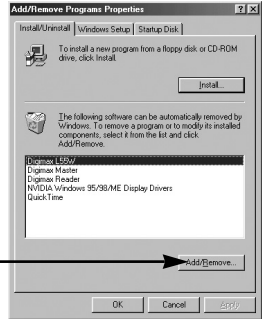 Add/Remove Programs Properties
Install/Uninstall Windows Setup Startup Disk
To install a new program from a floppy disk or CD-ROM
drive, click Install.
Install...
The following software can be automatically removed by
Windows. To remove a program or to modify its installed
components, select it from the list and click
Add/Remove.
Digimax L55W
Digimax Master
Digimax Reader
NVIDIA Windows 95/98/ME Display Drivers
QuickTime
Add/Remove...
OK Cancel Apply